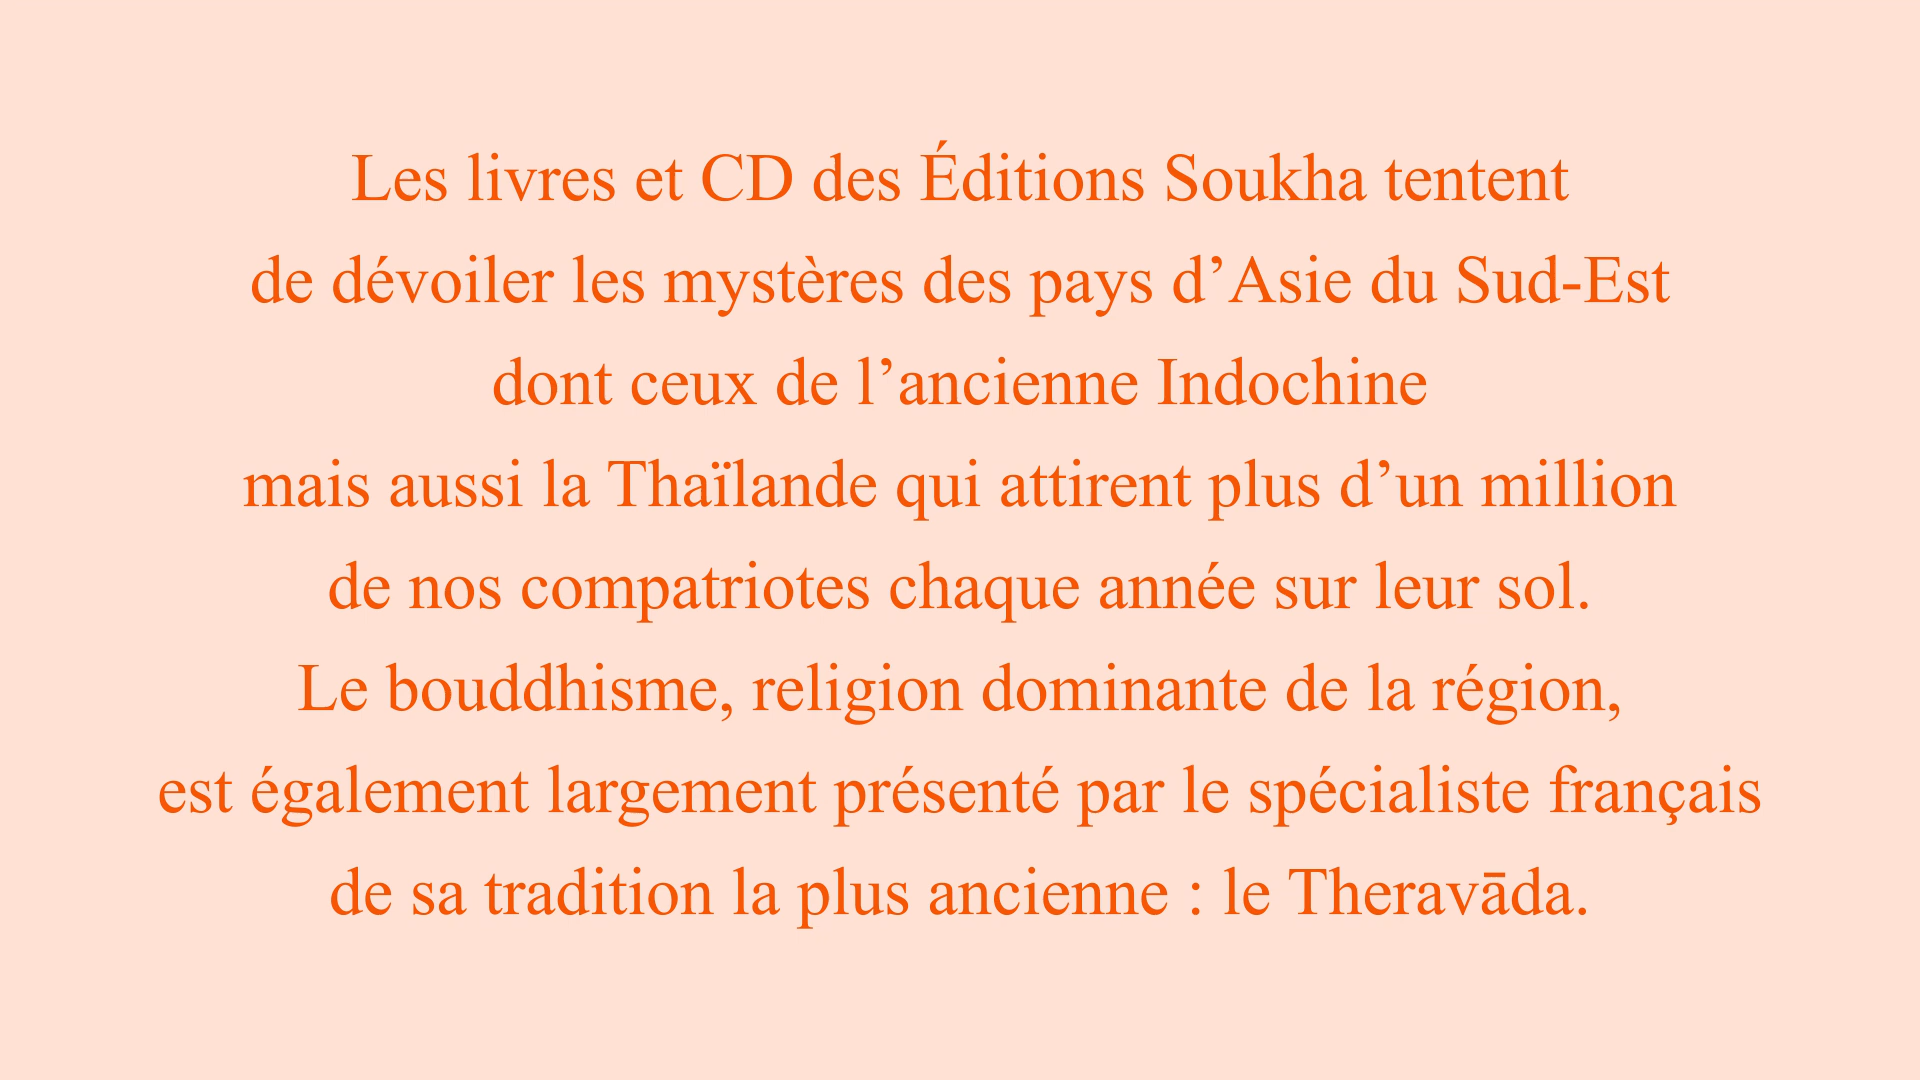 Les livres et CD des Éditions Soukha tentent
de dévoiler les mystères des pays d’Asie du Sud-Est
dont ceux de l’ancienne Indochine
mais aussi la Thaïlande qui attirent plus d’un million
de nos compatriotes chaque année sur leur sol.
Le bouddhisme, religion dominante de la région,
est également largement présenté par le spécialiste français
de sa tradition la plus ancienne : le Theravāda.